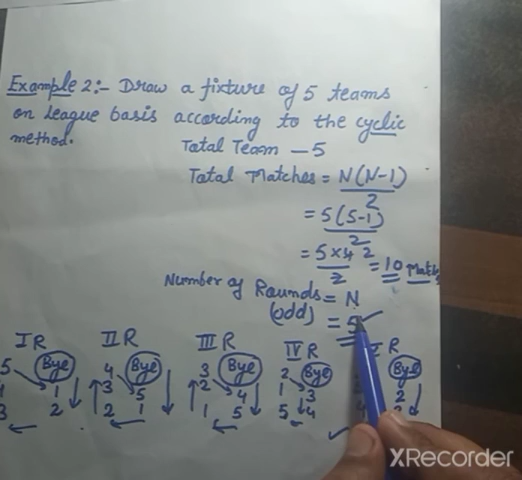 Example 2:- Draw a fixture of 5 teams
on league basis according to the cyclic
method.
Total Team — 5
Total Matches = N(N-1)
2
= 5(5-1)
2
= 5×4 2
2
= 10 Match
Number of Rounds = N
(odd) = 5 ✓
I R II R III R IV R R
5 Bye 4 Bye 3 Bye 2 Bye Bye
1 3 5 2 4 1 3 2
3 2 2 1 1 5 5 4
XRecorder